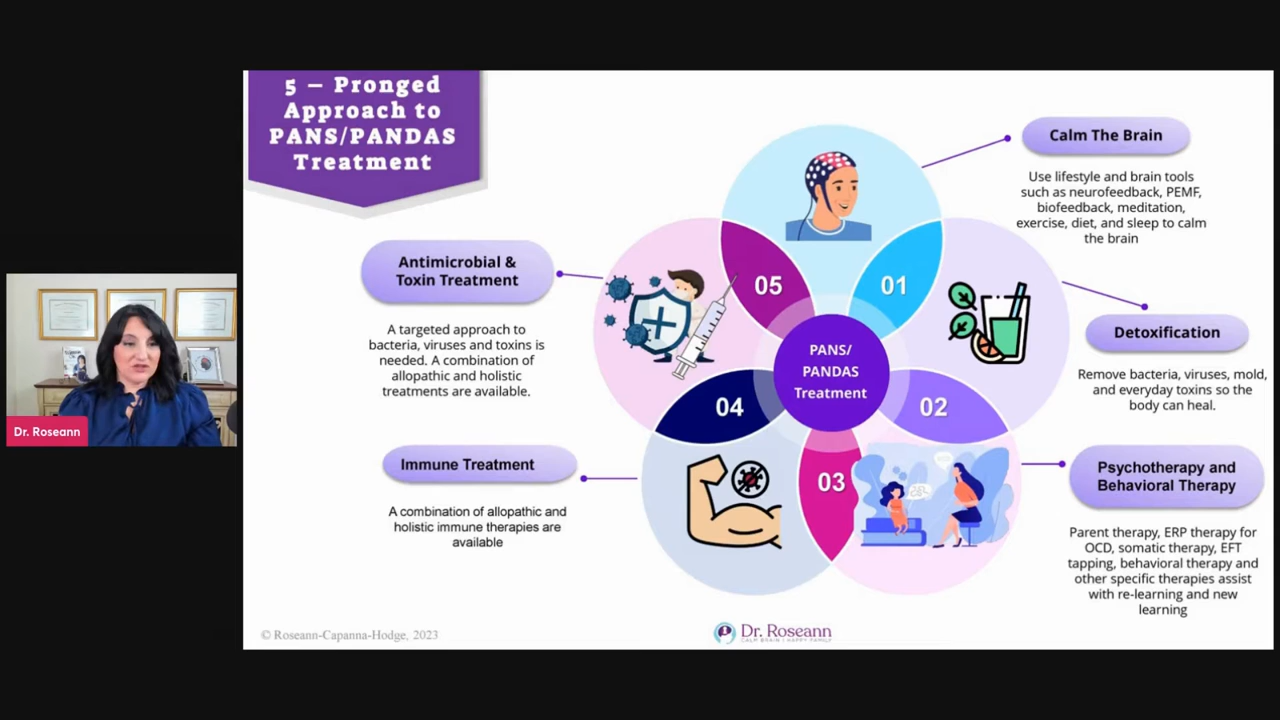 5 — Pronged
Approach to
PANS/PANDAS
Treatment
Calm The Brain
Use lifestyle and brain tools
such as neurofeedback, PEMF,
biofeedback, meditation,
exercise, diet, and sleep to calm
the brain
Detoxification
Remove bacteria, viruses, mold,
and everyday toxins so the
body can heal.
Psychotherapy and
Behavioral Therapy
Parent therapy, ERP therapy for
OCD, somatic therapy, EFT
tapping, behavioral therapy and
other specific therapies assist
with re-learning and new
learning
Immune Treatment
A combination of allopathic and
holistic immune therapies are
available
Antimicrobial &
Toxin Treatment
A targeted approach to
bacteria, viruses and toxins is
needed. A combination of
allopathic and holistic
treatments are available.
05
01
PANS/
PANDAS
Treatment
04
02
03
Dr. Roseann
© Roseann-Capanna-Hodge, 2023
Dr. Roseann
CALM BRAIN | HAPPY FAMILY